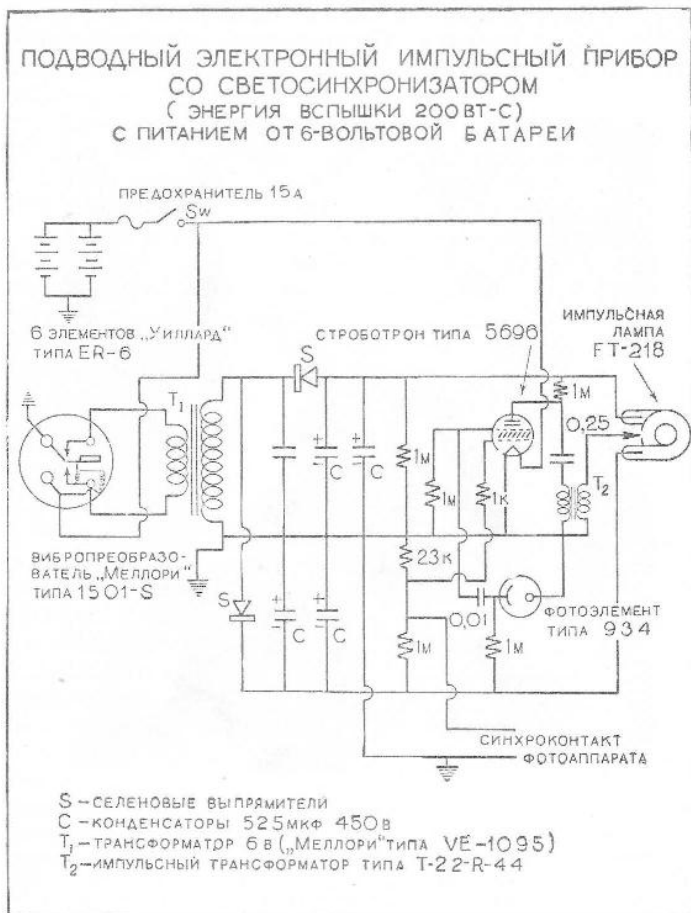 ПОДВОДНЫЙ ЭЛЕКТРОННЫЙ ИМПУЛЬСНЫЙ ПРИБОР
СО СВЕТОСИНХРОНИЗАТОРОМ
( ЭНЕРГИЯ ВСПЫШКИ 200ВТ-С)
С ПИТАНИЕМ ОТ 6-ВОЛЬТОВОЙ БАТАРЕИ
ПРЕДОХРАНИТЕЛЬ 15А
Sw
6 ЭЛЕМЕНТОВ „УИЛЛАРД"
ТИПА ER-6
СТРОБОТРОН ТИПА 5696
ИМПУЛЬСНАЯ
ЛАМПА
FT-218
S
T1
1М
0,25
+ + 
C C
1М
1М
1К
T2
23К
ВИБРОПРЕОБРАЗО-
ВАТЕЛЬ „МЕЛЛОРИ"
ТИПА 1501-S
S
+ +
C C
0,01
ФОТОЭЛЕМЕНТ
ТИПА 934
1М
1М
СИНХРОКОНТАКТ
ФОТОАППАРАТА
S – СЕЛЕНОВЫЕ ВЫПРЯМИТЕЛИ
C – КОНДЕНСАТОРЫ 525МКФ 450В
T1 – ТРАНСФОРМАТОР 6В („МЕЛЛОРИ" ТИПА VE-1095)
T2 – ИМПУЛЬСНЫЙ ТРАНСФОРМАТОР ТИПА T-22-R-44